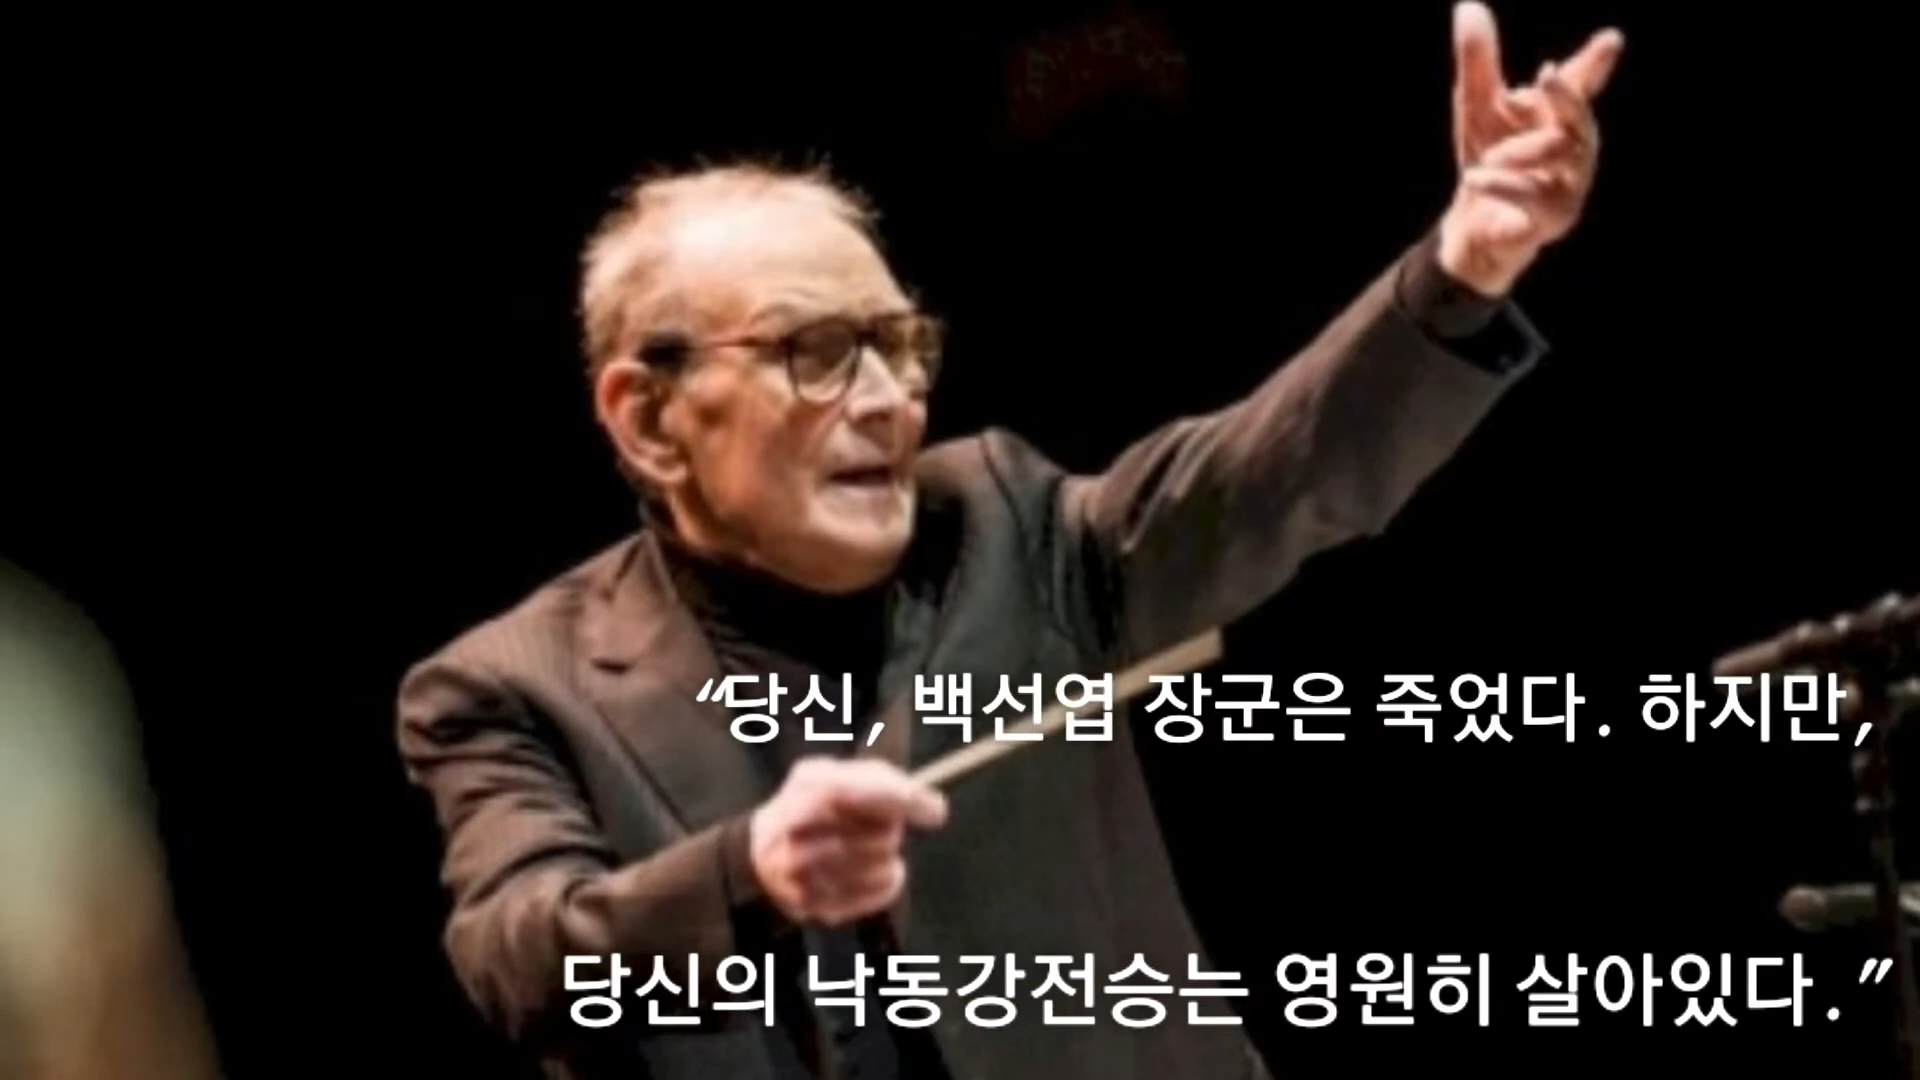 “당신, 백선엽 장군은 죽었다. 하지만,
당신의 낙동강전승는 영원히 살아있다.”